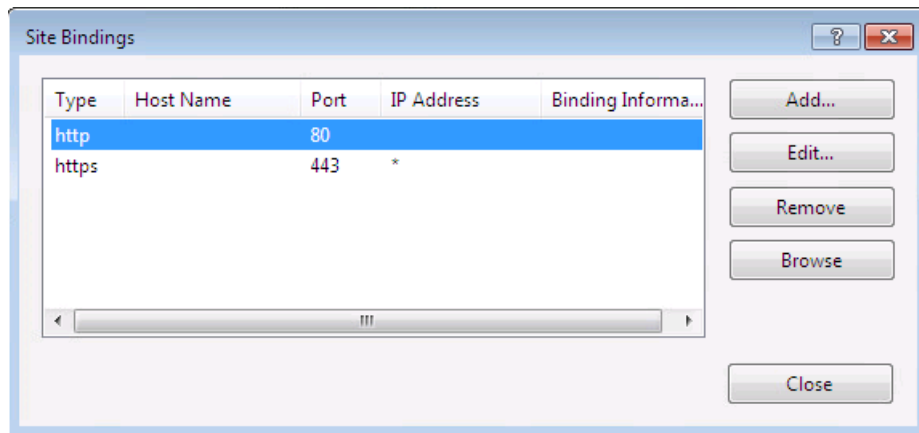 Site Bindings
Type Host Name Port IP Address Binding Informa...
http 80
https 443 *
Add...
Edit...
Remove
Browse
Close